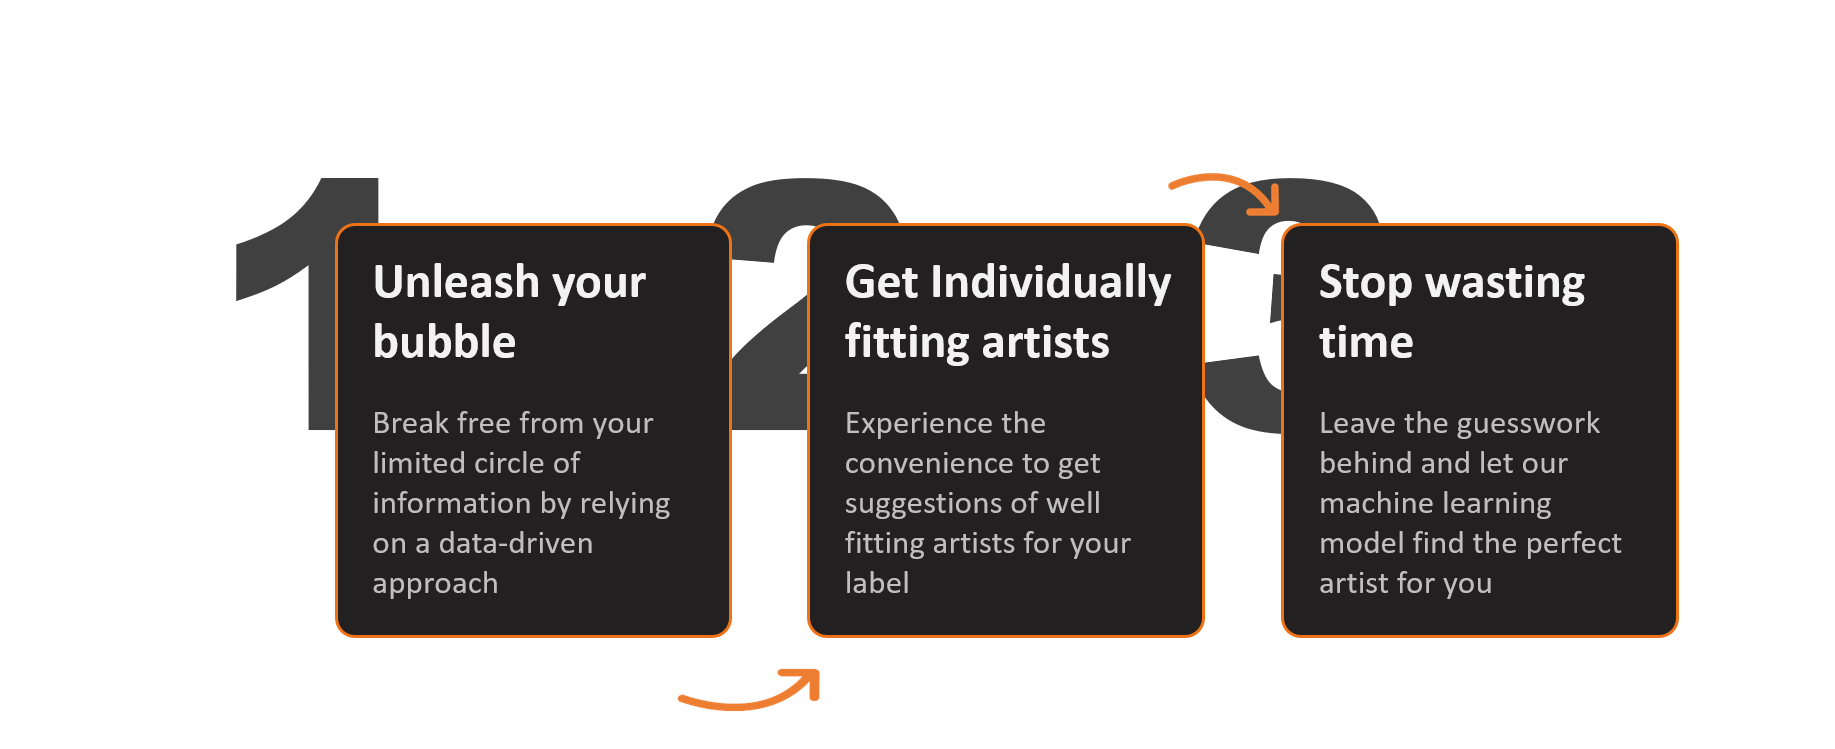 1
Unleash your
bubble
Break free from your
limited circle of
information by relying
on a data-driven
approach
2
Get Individually
fitting artists
Experience the
convenience to get
suggestions of well
fitting artists for your
label
3
Stop wasting
time
Leave the guesswork
behind and let our
machine learning
model find the perfect
artist for you